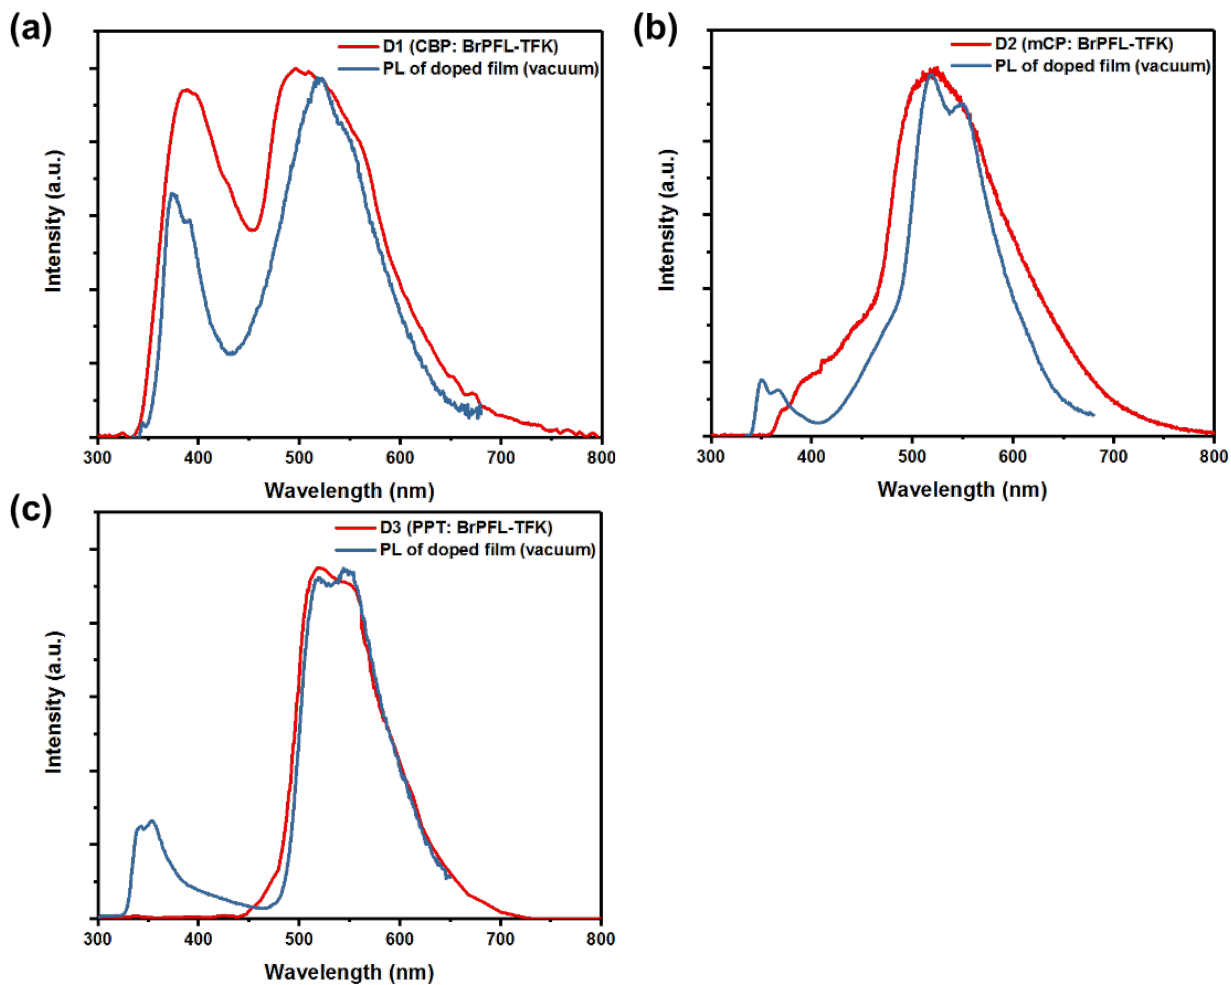 (a)
D1 (CBP: BrPFL-TFK)
PL of doped film (vacuum)
Intensity (a.u.)
300 400 500 600 700 800
Wavelength (nm)
(b)
D2 (mCP: BrPFL-TFK)
PL of doped film (vacuum)
Intensity (a.u.)
300 400 500 600 700 800
Wavelength (nm)
(c)
D3 (PPT: BrPFL-TFK)
PL of doped film (vacuum)
Intensity (a.u.)
300 400 500 600 700 800
Wavelength (nm)